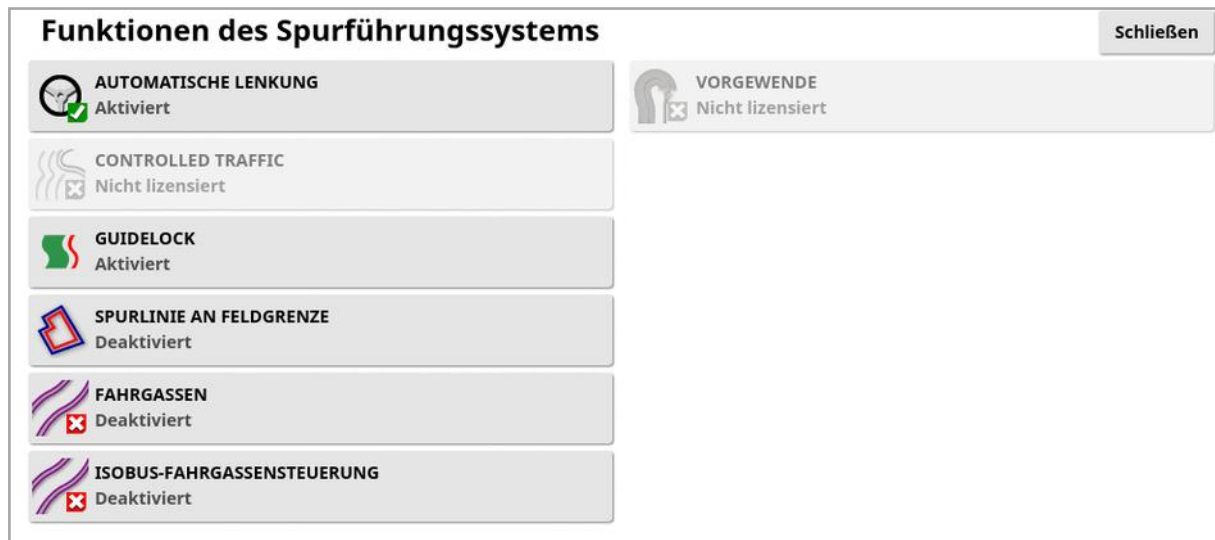 Funktionen des Spurführungssystems
Schließen
AUTOMATISCHE LENKUNG
Aktiviert
CONTROLLED TRAFFIC
Nicht lizensiert
GUIDELOCK
Aktiviert
SPURLINIE AN FELDGRENZE
Deaktiviert
FAHRGASSEN
Deaktiviert
ISOBUS-FAHRGASSENSTEUERUNG
Deaktiviert
VORGEWENDE
Nicht lizensiert